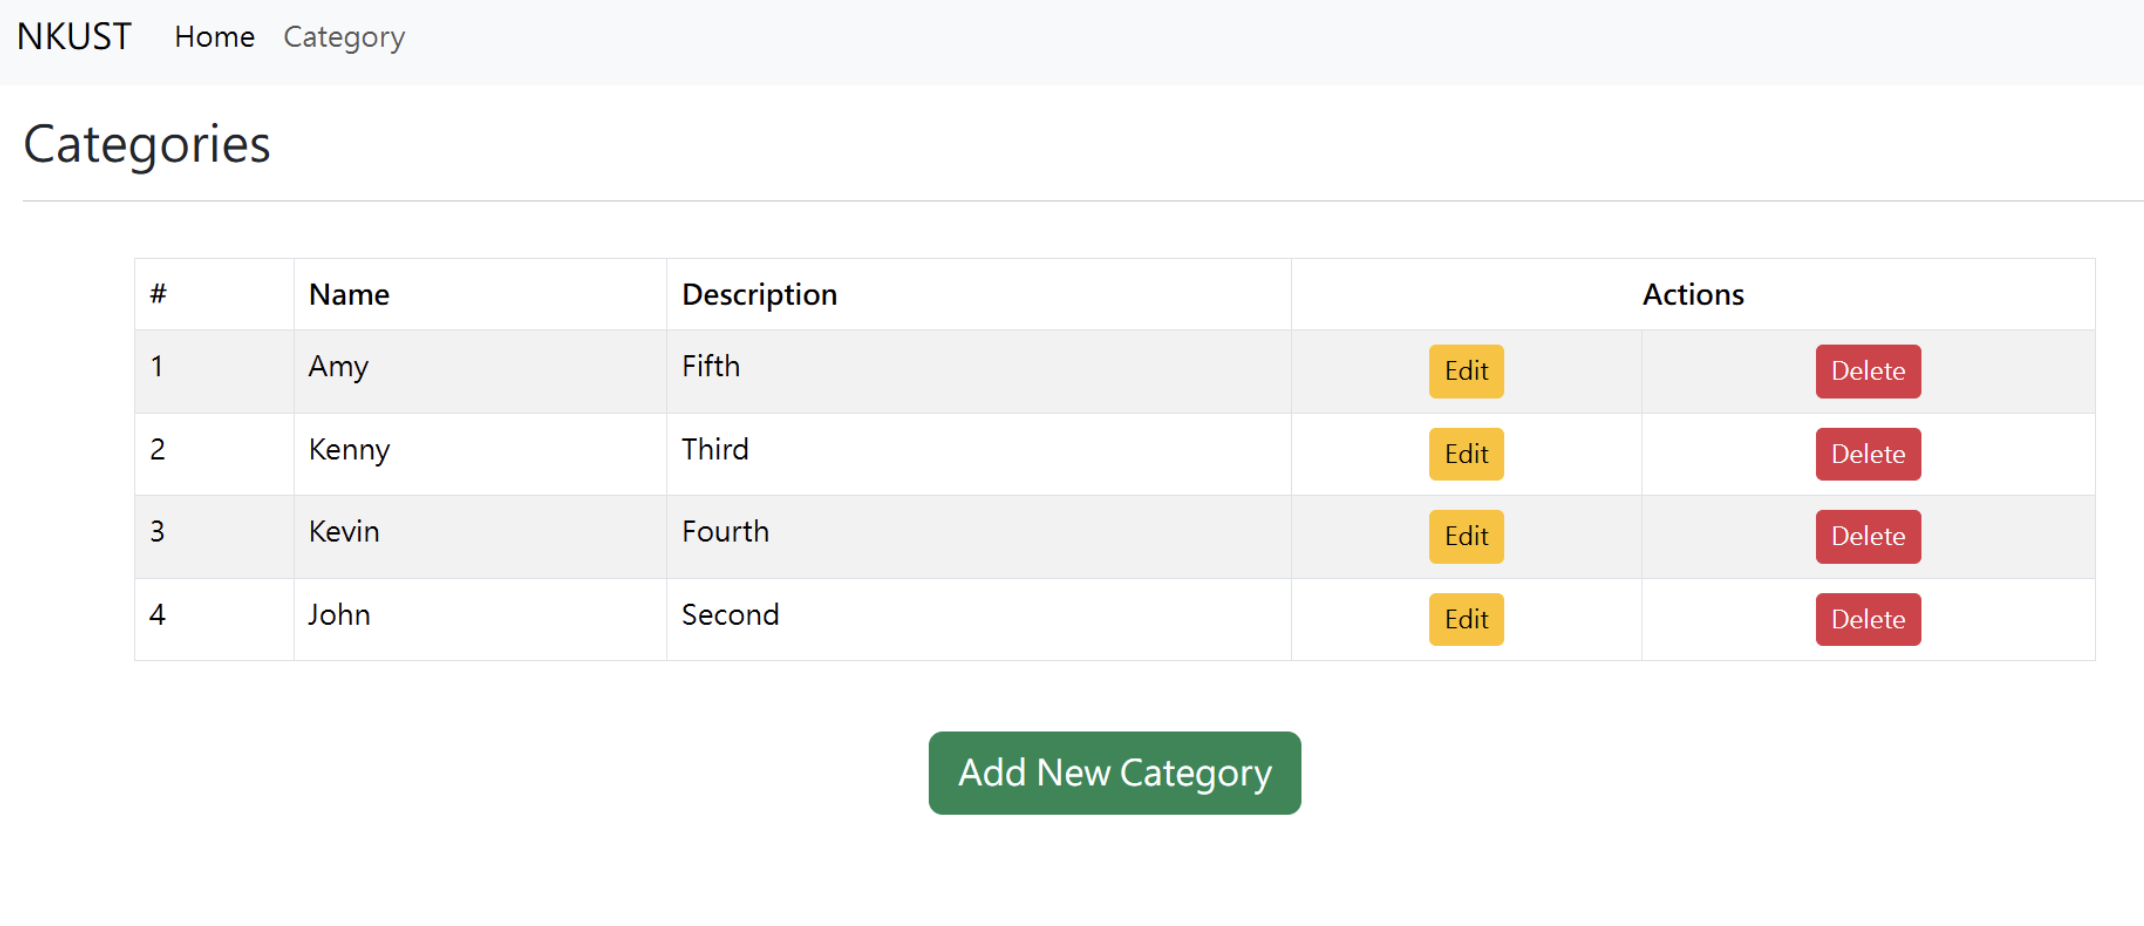 NKUST Home Category
Categories
# Name Description Actions
1 Amy Fifth Edit Delete
2 Kenny Third Edit Delete
3 Kevin Fourth Edit Delete
4 John Second Edit Delete
Add New Category